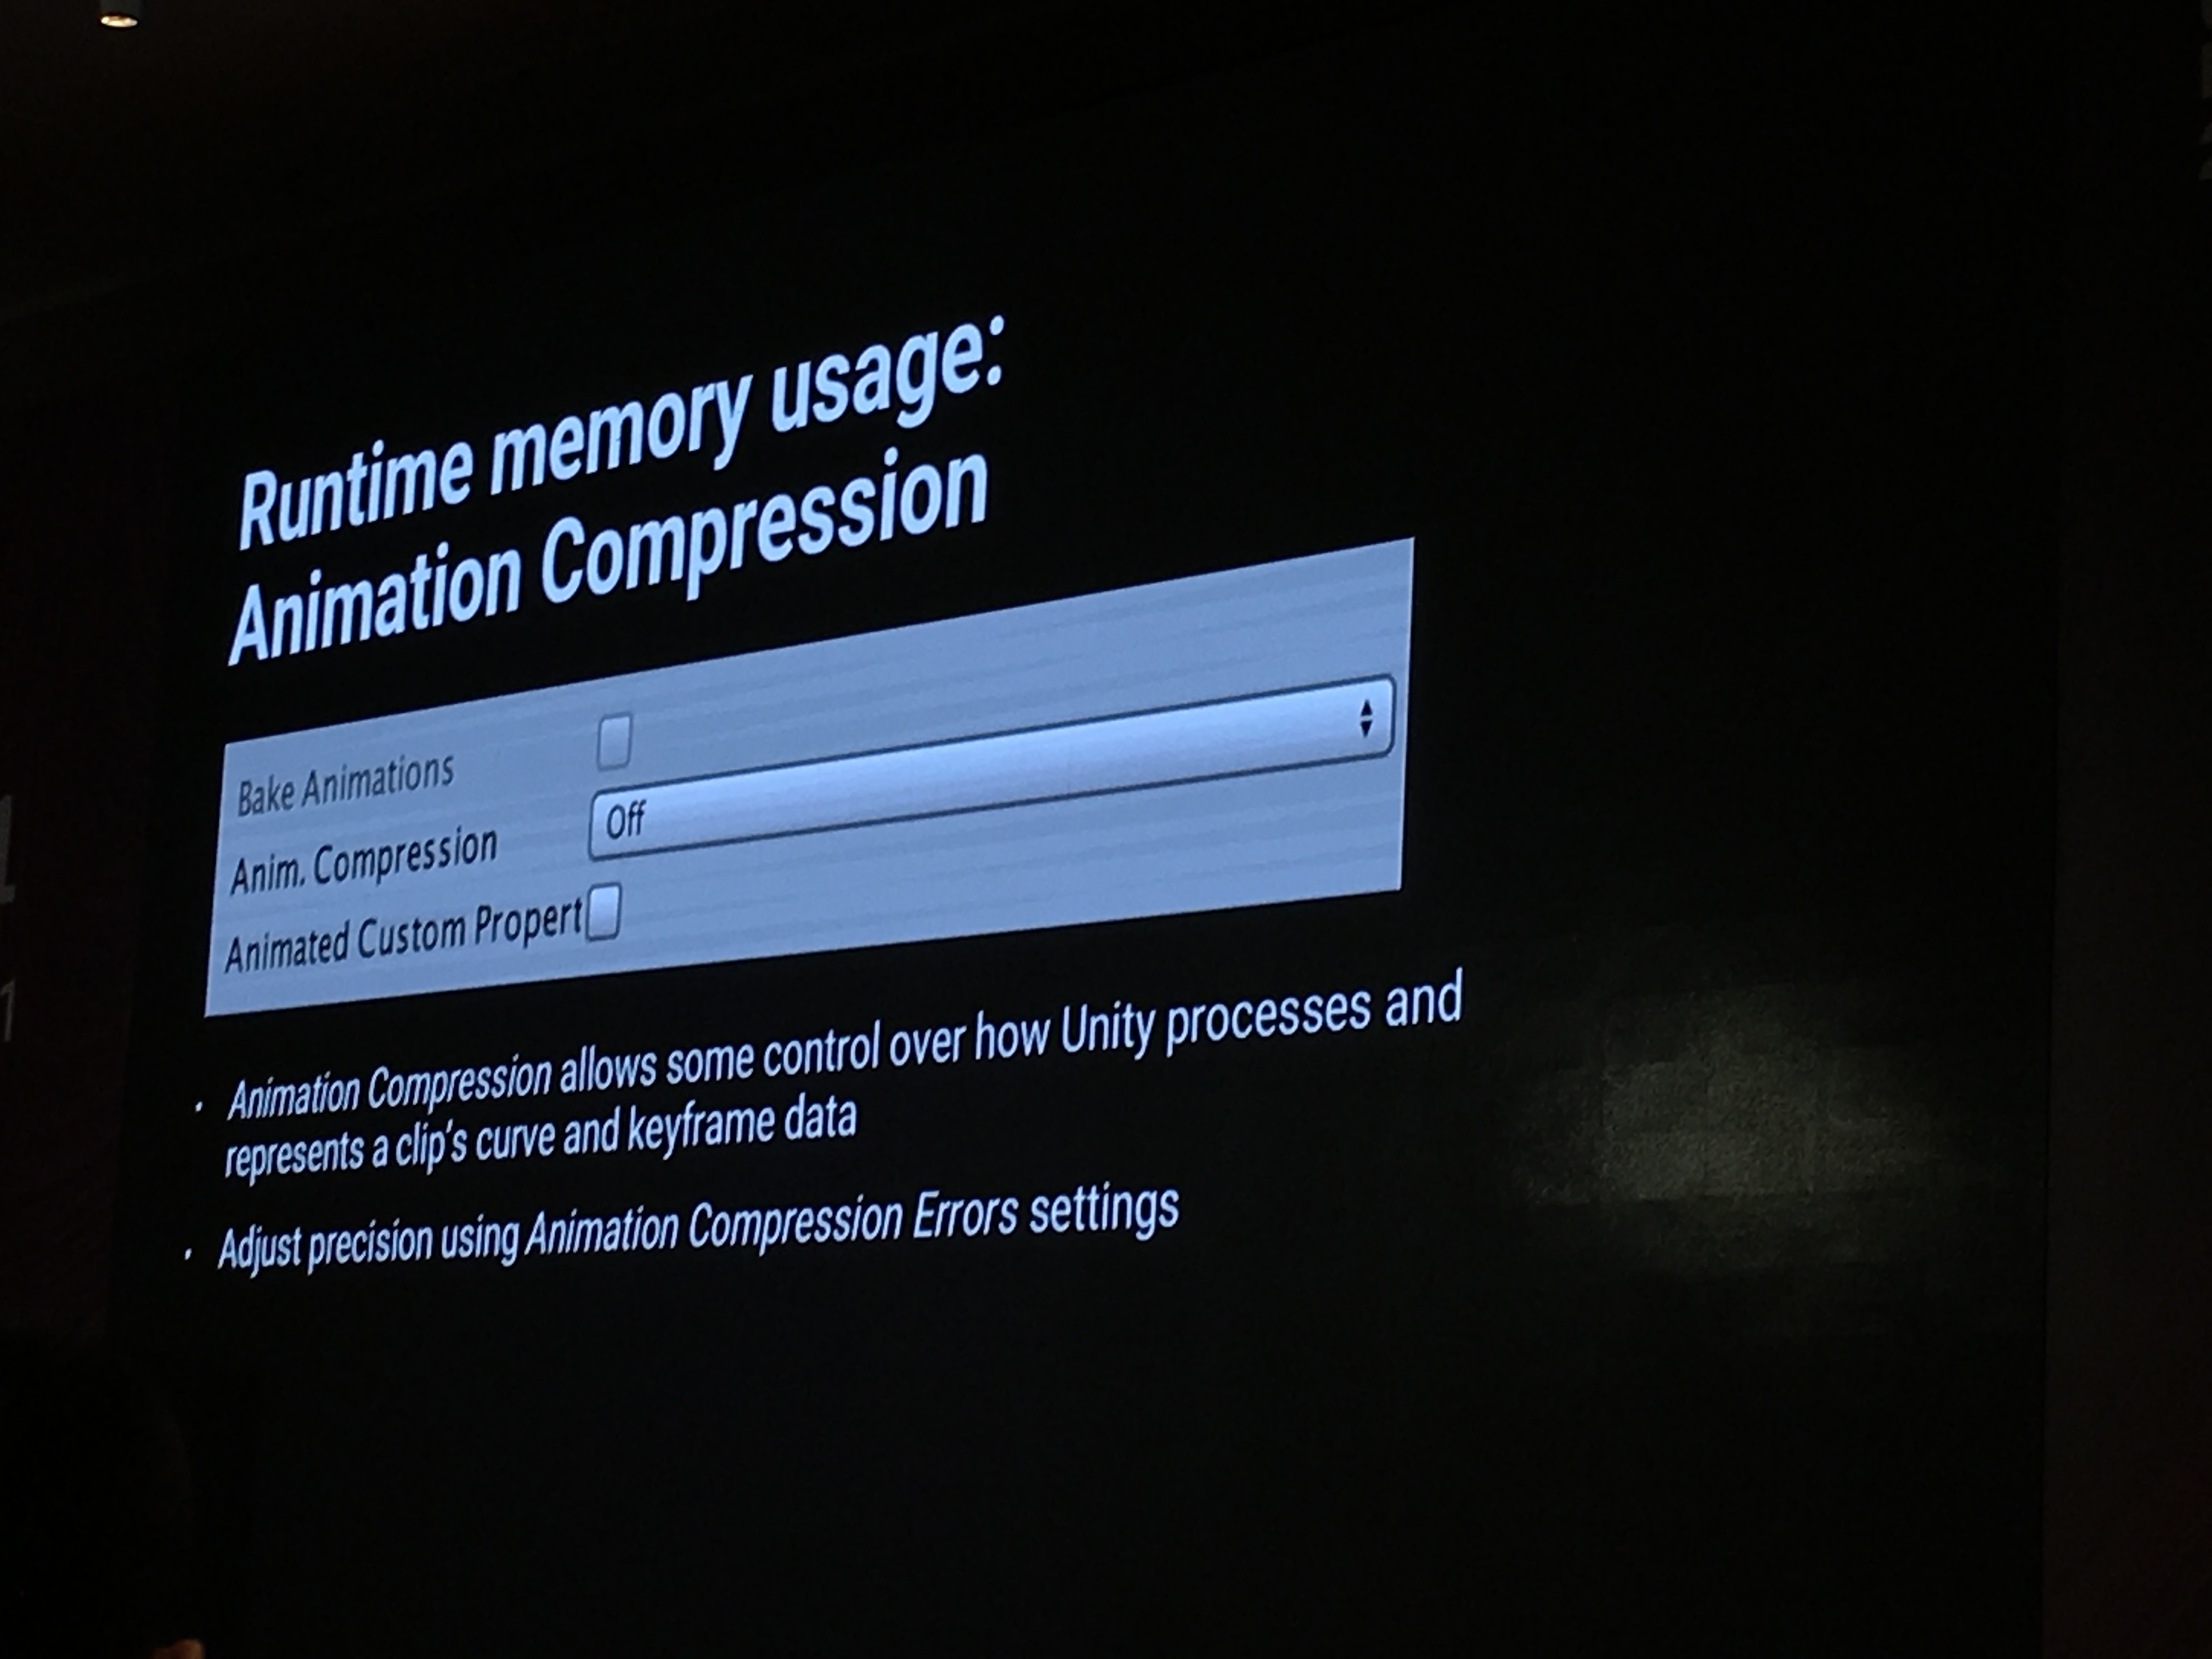 Runtime memory usage:
Animation Compression
Bake Animations
Anim. Compression Off
Animated Custom Propert
· Animation Compression allows some control over how Unity processes and
represents a clip's curve and keyframe data
· Adjust precision using Animation Compression Errors settings